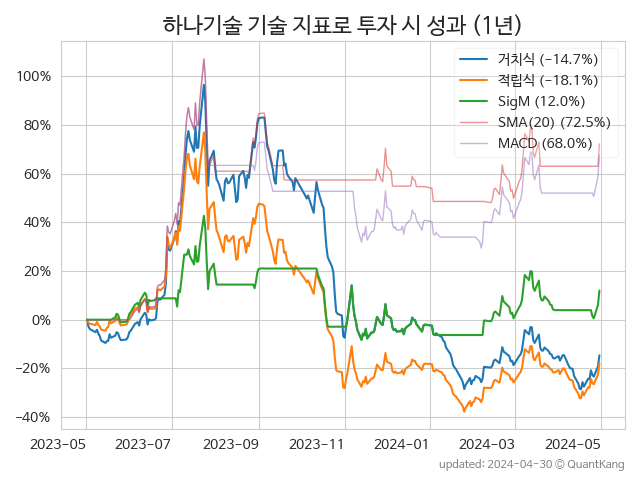 하나기술 기술 지표로 투자 시 성과 (1년)
거치식 (−14.7%)
적립식 (−18.1%)
SigM (12.0%)
SMA(20) (72.5%)
MACD (68.0%)
100%
80%
60%
40%
20%
0%
−20%
−40%
2023-05 2023-07 2023-09 2023-11 2024-01 2024-03 2024-05
updated: 2024-04-30 © QuantKang